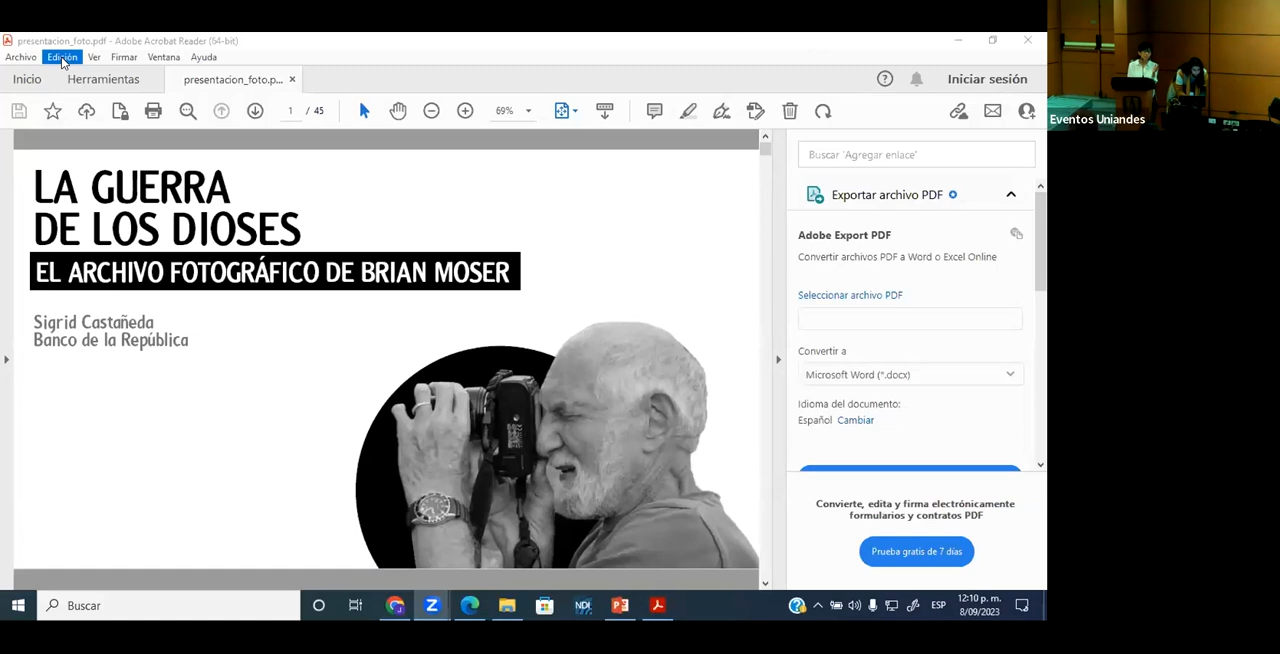 presentacion_foto.pdf - Adobe Acrobat Reader (64-bit)
Archivo Edición Ver Firmar Ventana Ayuda
Inicio Herramientas presentacion_foto.p... × Iniciar sesión
1 / 45 69%
LA GUERRA
DE LOS DIOSES
EL ARCHIVO FOTOGRÁFICO DE BRIAN MOSER
Sigrid Castañeda
Banco de la República
Buscar 'Agregar enlace'
Exportar archivo PDF
Adobe Export PDF
Convertir archivos PDF a Word o Excel Online
Seleccionar archivo PDF
Convertir a
Microsoft Word (*.docx)
Idioma del documento:
Español Cambiar
Convierte, edita y firma electrónicamente
formularios y contratos PDF
Prueba gratis de 7 días
Eventos Uniandes
Buscar
NDI
ESP
12:10 p. m.
8/09/2023